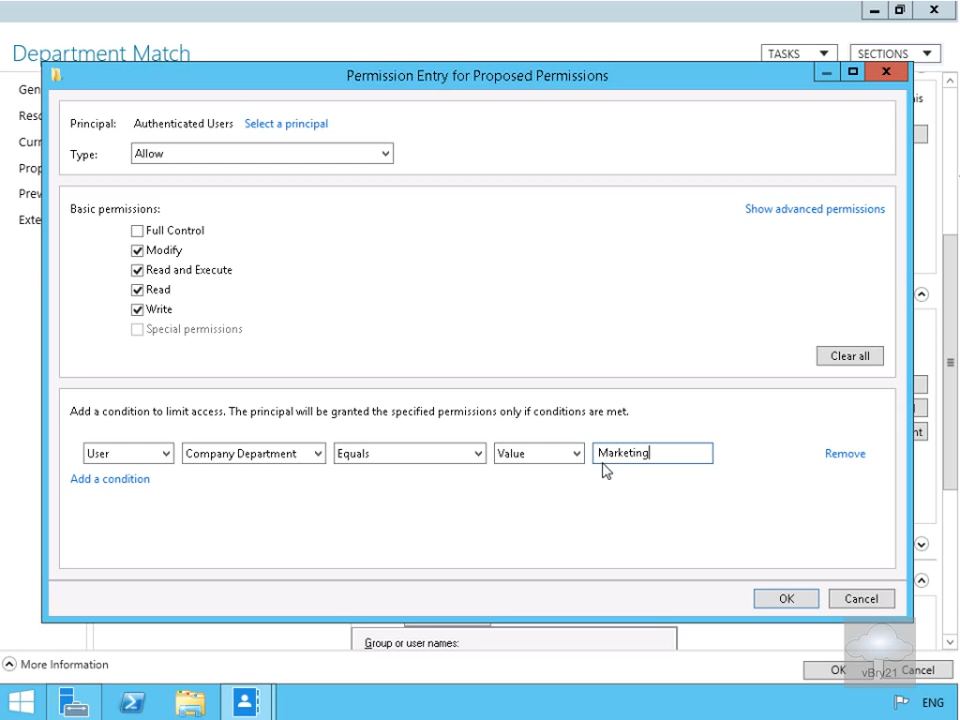 Department Match
TASKS
SECTIONS
Permission Entry for Proposed Permissions
Principal: Authenticated Users Select a principal
Type: Allow
Basic permissions:
Show advanced permissions
Full Control
Modify
Read and Execute
Read
Write
Special permissions
Clear all
Add a condition to limit access. The principal will be granted the specified permissions only if conditions are met.
User Company Department Equals Value Marketing Remove
Add a condition
OK Cancel
Group or user names:
More Information
OK Cancel
vBry21
ENG